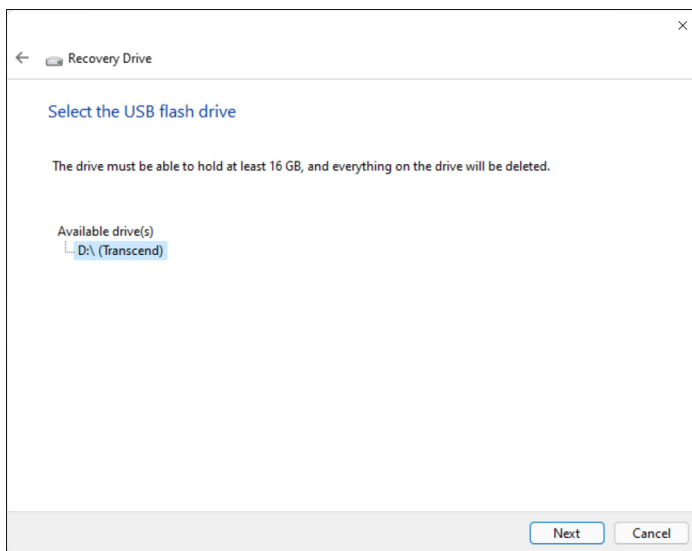 Recovery Drive
Select the USB flash drive
The drive must be able to hold at least 16 GB, and everything on the drive will be deleted.
Available drive(s)
D:\ (Transcend)
Next Cancel